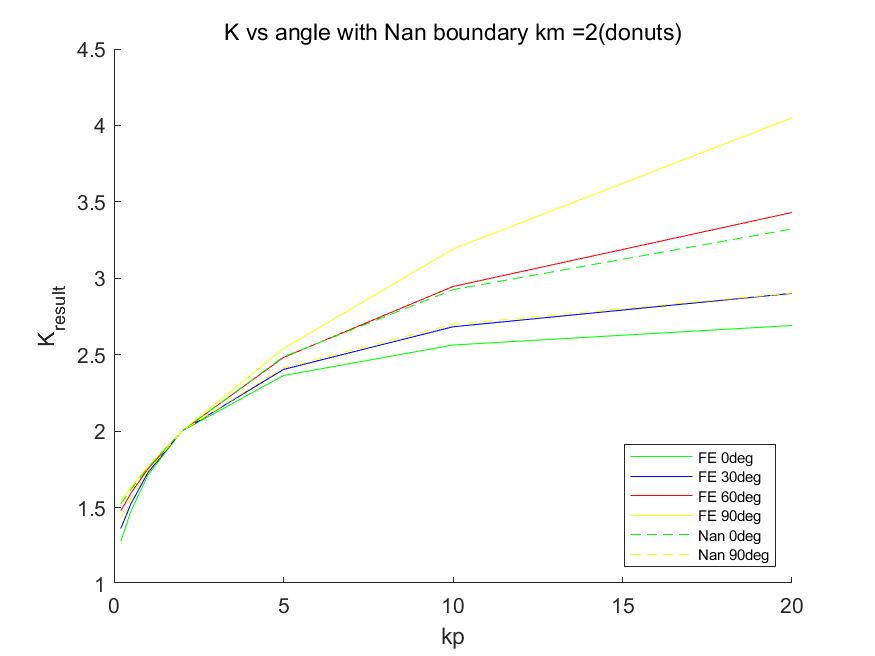 K vs angle with Nan boundary km =2(donuts)
4.5
4
3.5
3
2.5
2
1.5
1
K_result
0
5
10
15
20
kp
FE 0deg
FE 30deg
FE 60deg
FE 90deg
Nan 0deg
Nan 90deg